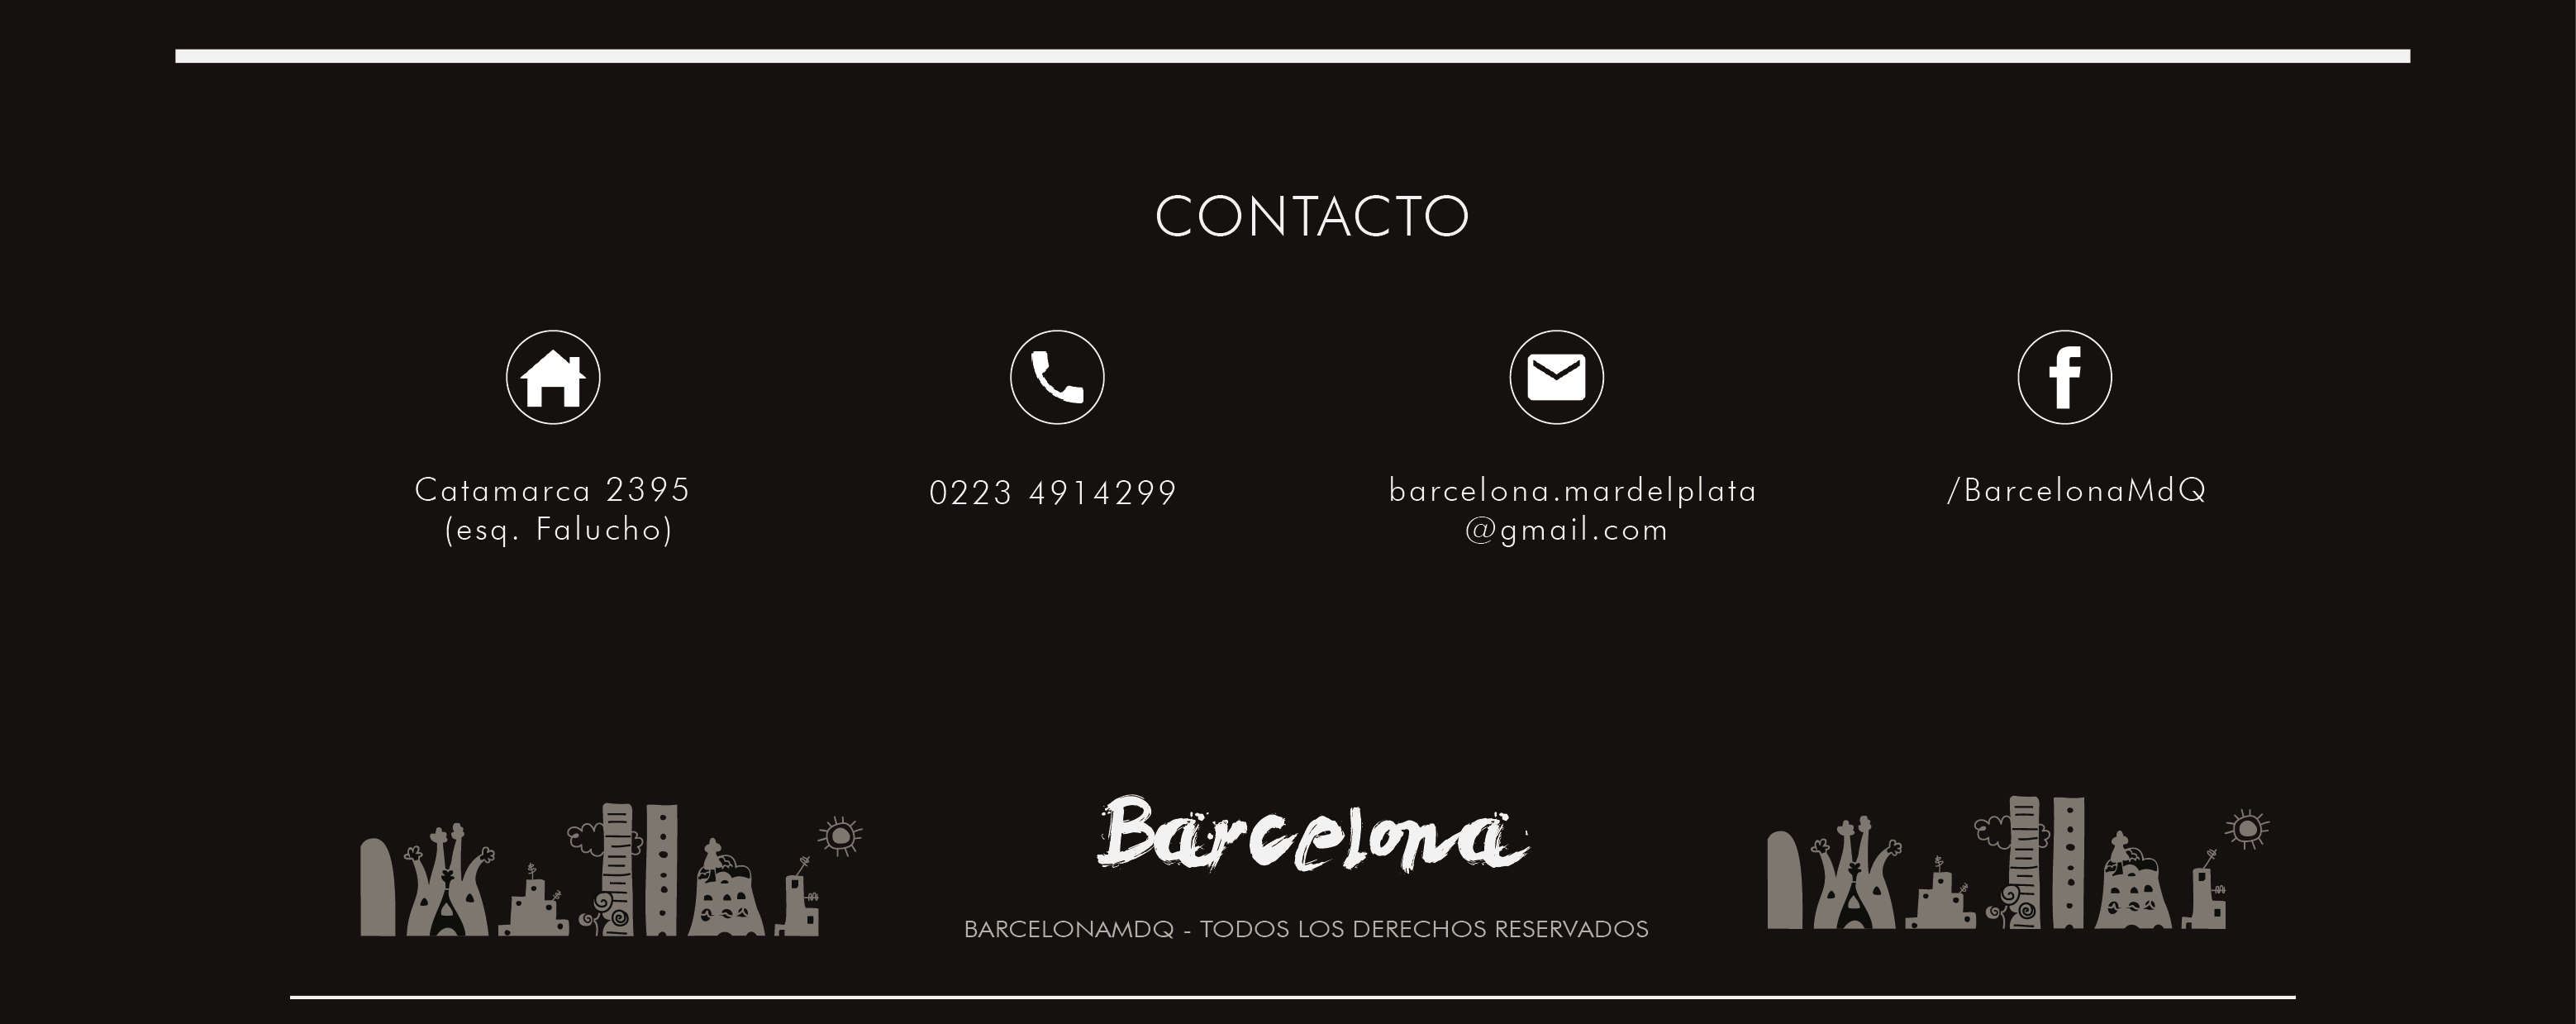 CONTACTO
Catamarca 2395
(esq. Falucho)
0223 4914299
barcelona.mardelplata
@gmail.com
/BarcelonaMdQ
Barcelona
BARCELONAMDQ - TODOS LOS DERECHOS RESERVADOS